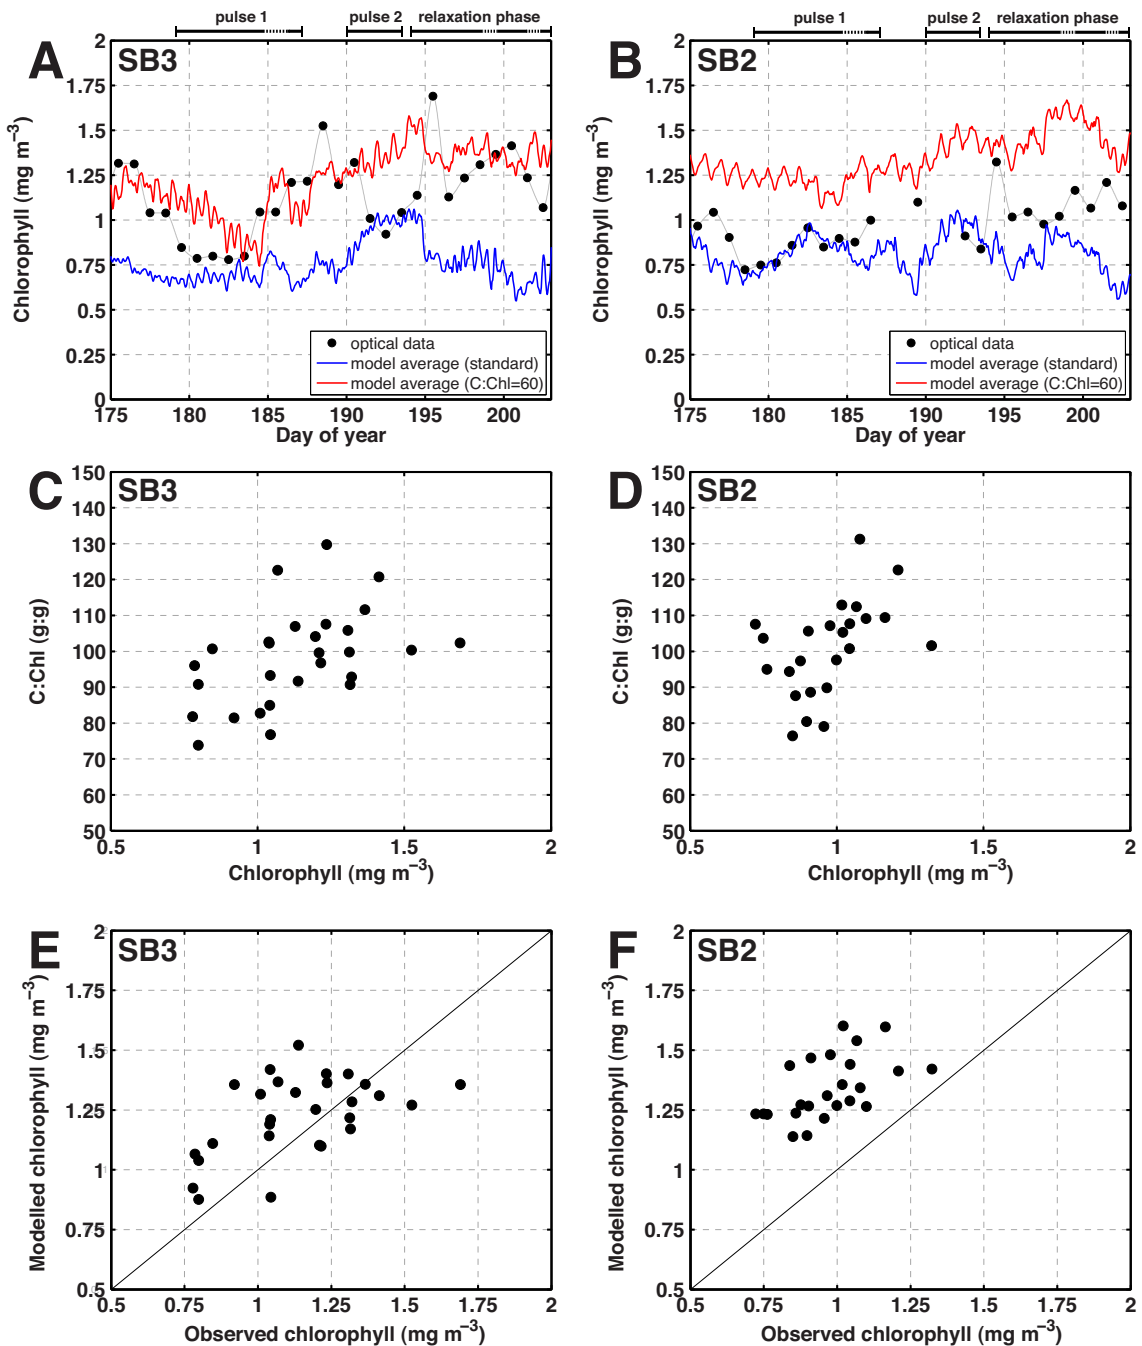 pulse 1 pulse 2 relaxation phase
A SB3
2
1.75
1.5
1.25
1
0.75
0.5
0.25
0
Chlorophyll (mg m−3)
optical data
model average (standard)
model average (C:Chl=60)
175 180 185 190 195 200
Day of year
pulse 1 pulse 2 relaxation phase
B SB2
2
1.75
1.5
1.25
1
0.75
0.5
0.25
0
Chlorophyll (mg m−3)
optical data
model average (standard)
model average (C:Chl=60)
175 180 185 190 195 200
Day of year
C SB3
150
140
130
120
110
100
90
80
70
60
50
C:Chl (g:g)
0.5 1 1.5 2
Chlorophyll (mg m−3)
D SB2
150
140
130
120
110
100
90
80
70
60
50
C:Chl (g:g)
0.5 1 1.5 2
Chlorophyll (mg m−3)
E SB3
2
1.75
1.5
1.25
1
0.75
0.5
Modelled chlorophyll (mg m−3)
0.5 0.75 1 1.25 1.5 1.75 2
Observed chlorophyll (mg m−3)
F SB2
2
1.75
1.5
1.25
1
0.75
0.5
Modelled chlorophyll (mg m−3)
0.5 0.75 1 1.25 1.5 1.75 2
Observed chlorophyll (mg m−3)